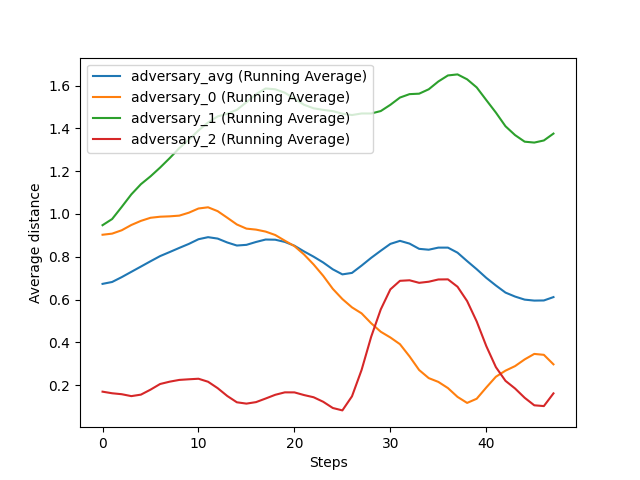 adversary_avg (Running Average)
adversary_0 (Running Average)
adversary_1 (Running Average)
adversary_2 (Running Average)
1.6
1.4
1.2
1.0
0.8
0.6
0.4
0.2
Average distance
0 10 20 30 40
Steps